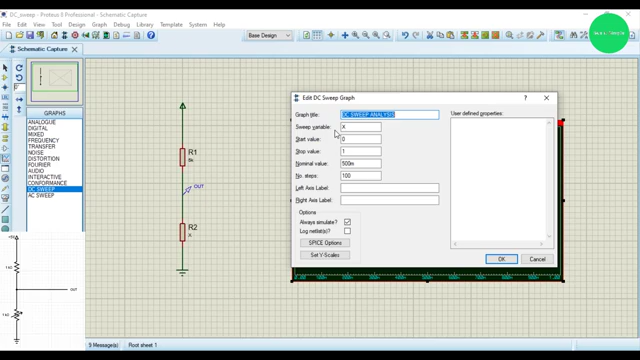 DC_sweep - Proteus 8 Professional - Schematic Capture
File Edit View Tool Design Graph Debug Library Template System Help
Base Design
Schematic Capture
GRAPHS
ANALOGUE
DIGITAL
MIXED
FREQUENCY
TRANSFER
NOISE
DISTORTION
FOURIER
AUDIO
INTERACTIVE
CONFORMANCE
DC SWEEP
AC SWEEP
R1
5k
OUT
R2
X
1 kΩ
OUT
1 kΩ
Edit DC Sweep Graph
Graph title: DC SWEEP ANALYSIS
User defined properties:
Sweep variable: X
Start value: 0
Stop value: 1
Nominal value: 500m
No. steps: 100
Left Axis Label:
Right Axis Label:
Options
Always simulate?
Log netlist(s)?
SPICE Options
Set Y-Scales
OK
Cancel
9 Message(s)
Root sheet 1